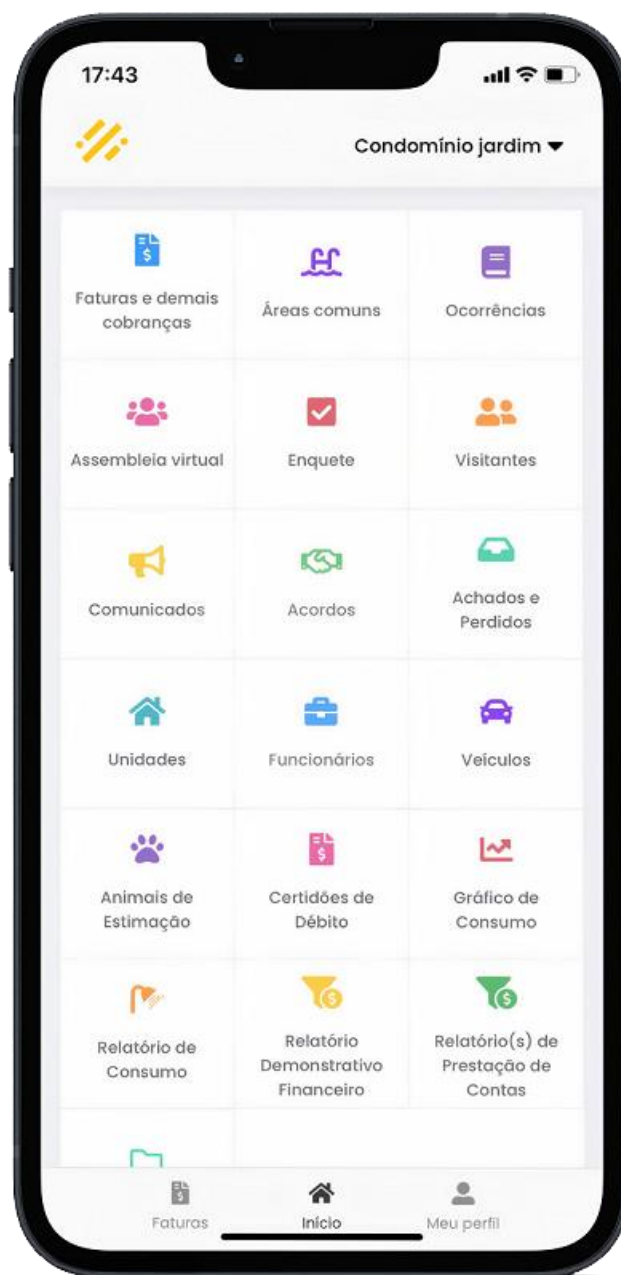 17:43
Condomínio jardim
Faturas e demais
cobranças
Áreas comuns
Ocorrências
Assembleia virtual
Enquete
Visitantes
Comunicados
Acordos
Achados e
Perdidos
Unidades
Funcionários
Veículos
Animais de
Estimação
Certidões de
Débito
Gráfico de
Consumo
Relatório de
Consumo
Relatório
Demonstrativo
Financeiro
Relatório(s) de
Prestação de
Contas
Faturas
Início
Meu perfil